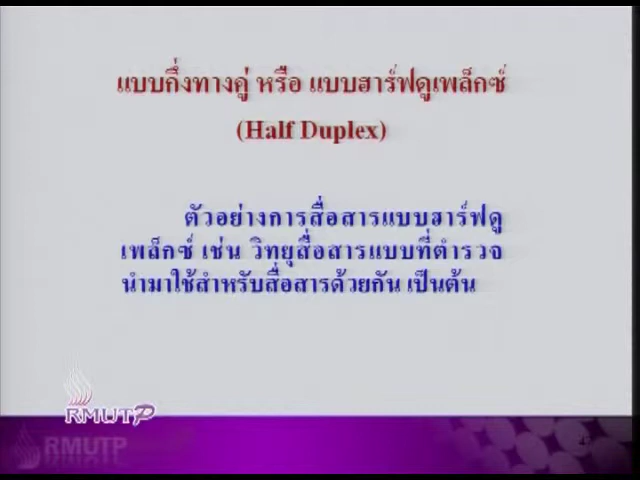 แบบกึ่งทางคู่ หรือ แบบฮาร์ฟดูเพล็กซ์
(Half Duplex)
ตัวอย่างการสื่อสารแบบฮาร์ฟดู
เพล็กซ์ เช่น วิทยุสื่อสารแบบที่ตำรวจ
นำมาใช้สำหรับสื่อสารด้วยกัน เป็นต้น
RMUTP
RMUTP